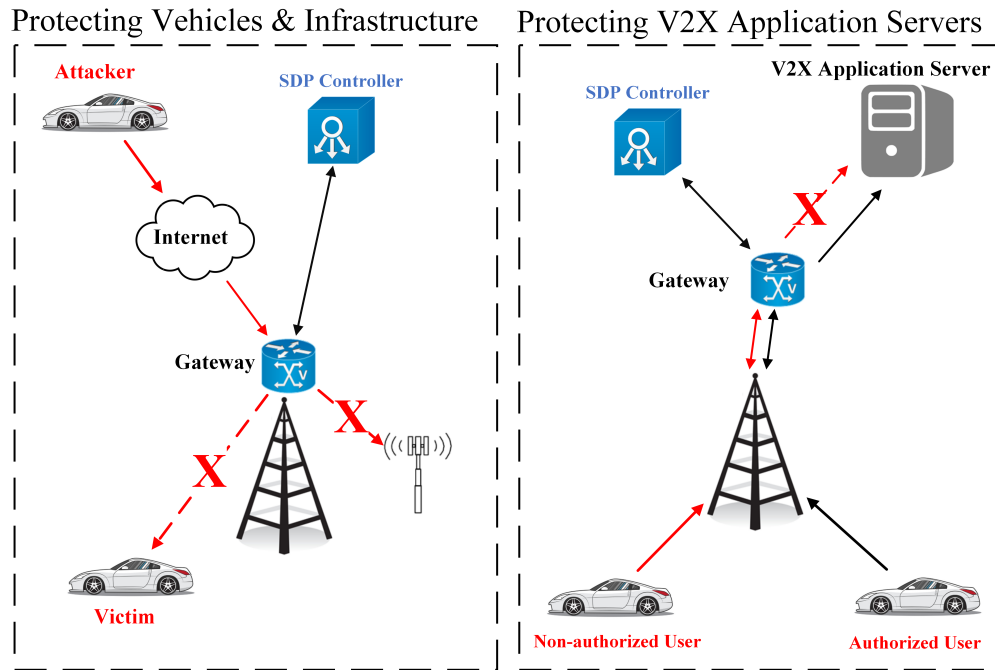 Protecting Vehicles & Infrastructure
Attacker
SDP Controller
Internet
Gateway
V
X
X
Victim
Protecting V2X Application Servers
V2X Application Server
SDP Controller
X
Gateway
V
Non-authorized User
Authorized User